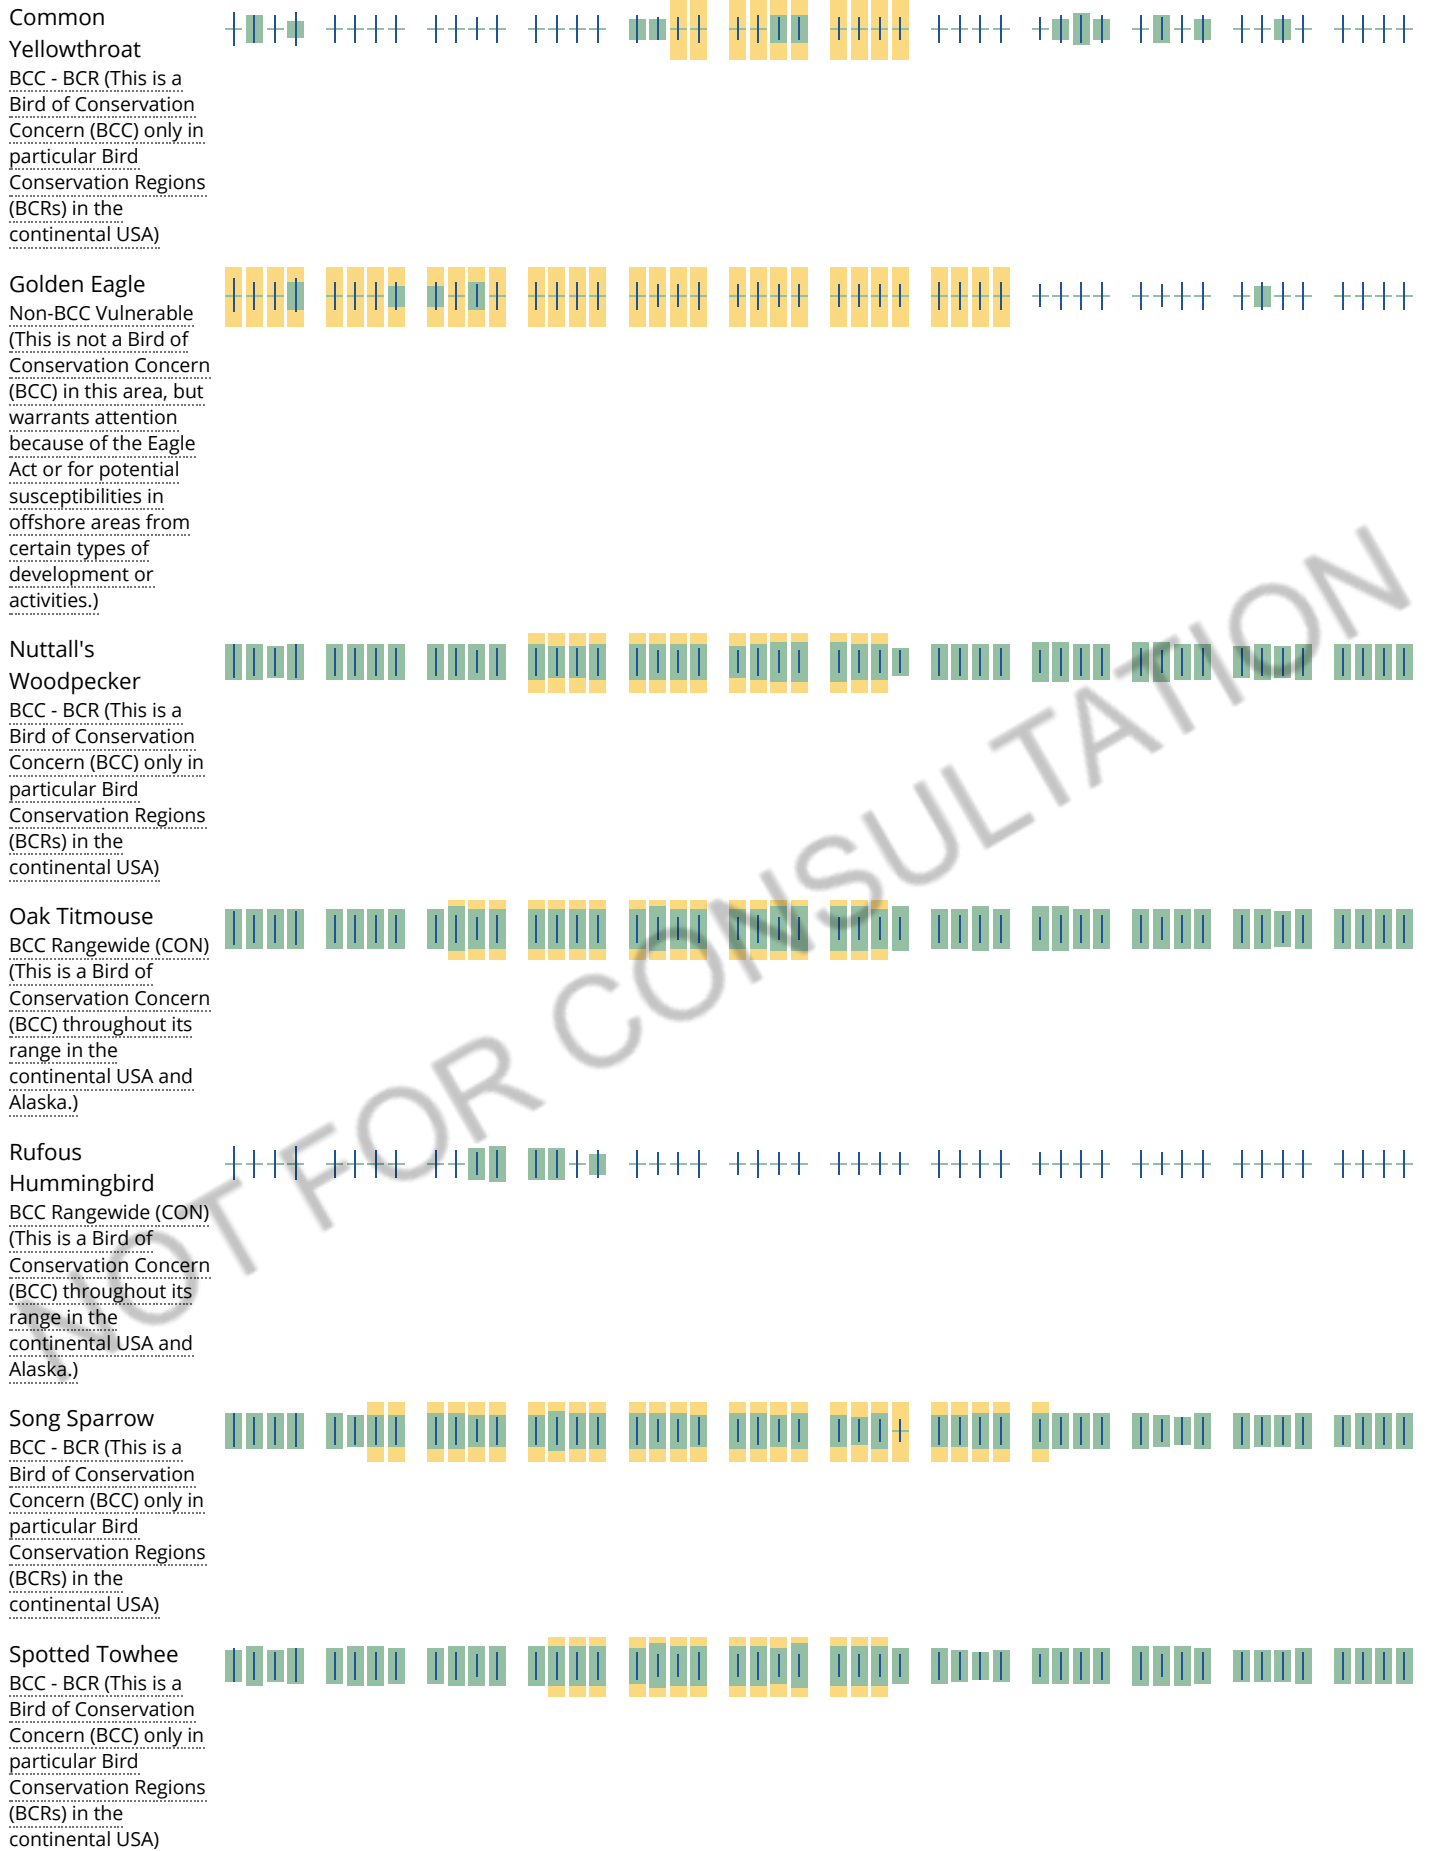 Common
Yellowthroat
BCC - BCR (This is a
Bird of Conservation
Concern (BCC) only in
particular Bird
Conservation Regions
(BCRs) in the
continental USA)
Golden Eagle
Non-BCC Vulnerable
(This is not a Bird of
Conservation Concern
(BCC) in this area, but
warrants attention
because of the Eagle
Act or for potential
susceptibilities in
offshore areas from
certain types of
development or
activities.)
Nuttall's
Woodpecker
BCC - BCR (This is a
Bird of Conservation
Concern (BCC) only in
particular Bird
Conservation Regions
(BCRs) in the
continental USA)
Oak Titmouse
BCC Rangewide (CON)
(This is a Bird of
Conservation Concern
(BCC) throughout its
range in the
continental USA and
Alaska.)
Rufous
Hummingbird
BCC Rangewide (CON)
(This is a Bird of
Conservation Concern
(BCC) throughout its
range in the
continental USA and
Alaska.)
Song Sparrow
BCC - BCR (This is a
Bird of Conservation
Concern (BCC) only in
particular Bird
Conservation Regions
(BCRs) in the
continental USA)
Spotted Towhee
BCC - BCR (This is a
Bird of Conservation
Concern (BCC) only in
particular Bird
Conservation Regions
(BCRs) in the
continental USA)
NOT FOR CONSULTATION